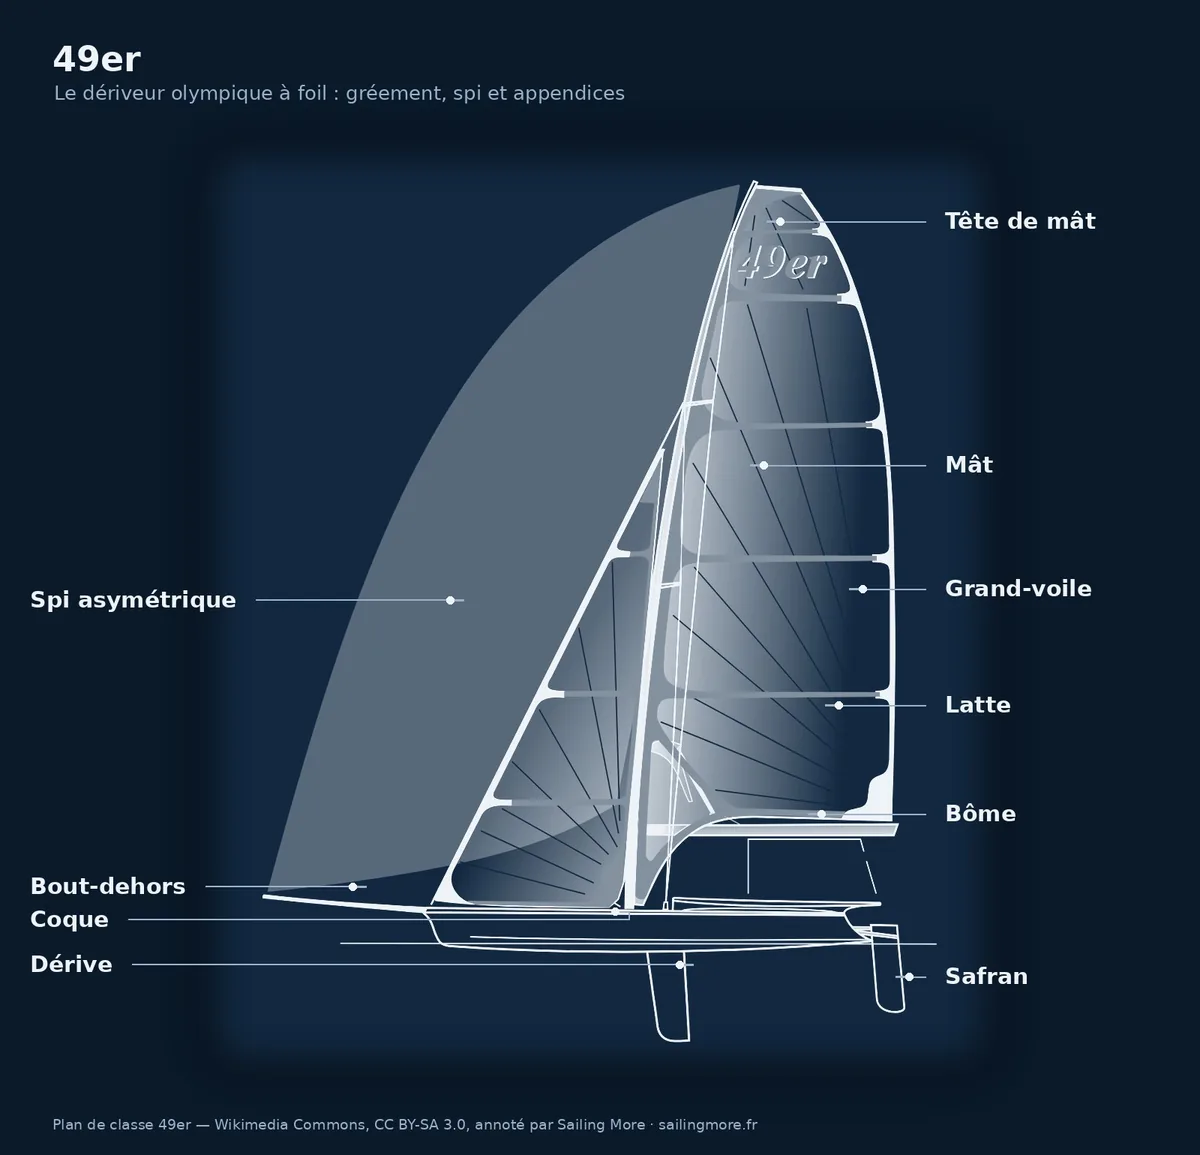 49er
Le dériveur olympique à foil : gréement, spi et appendices
Tête de mât
49er
Mât
Grand-voile
Spi asymétrique
Latte
Bôme
Bout-dehors
Coque
Dérive
Safran
Plan de classe 49er — Wikimedia Commons, CC BY-SA 3.0, annoté par Sailing More · sailingmore.fr